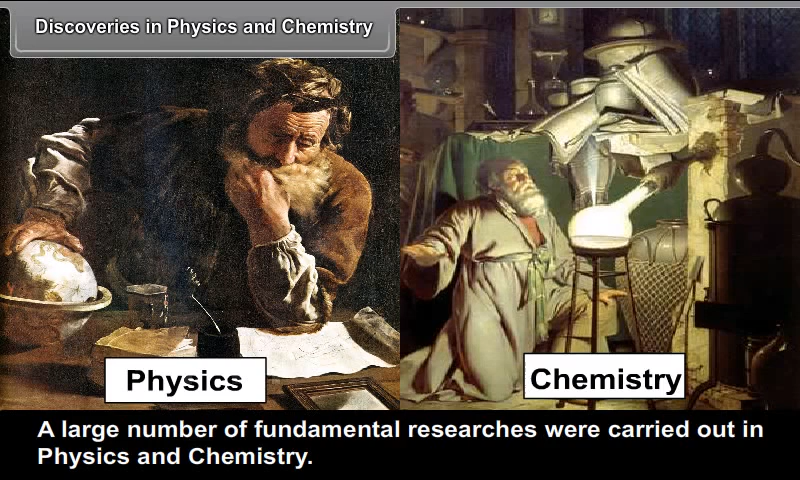 Discoveries in Physics and Chemistry
Physics
Chemistry
A large number of fundamental researches were carried out in
Physics and Chemistry.